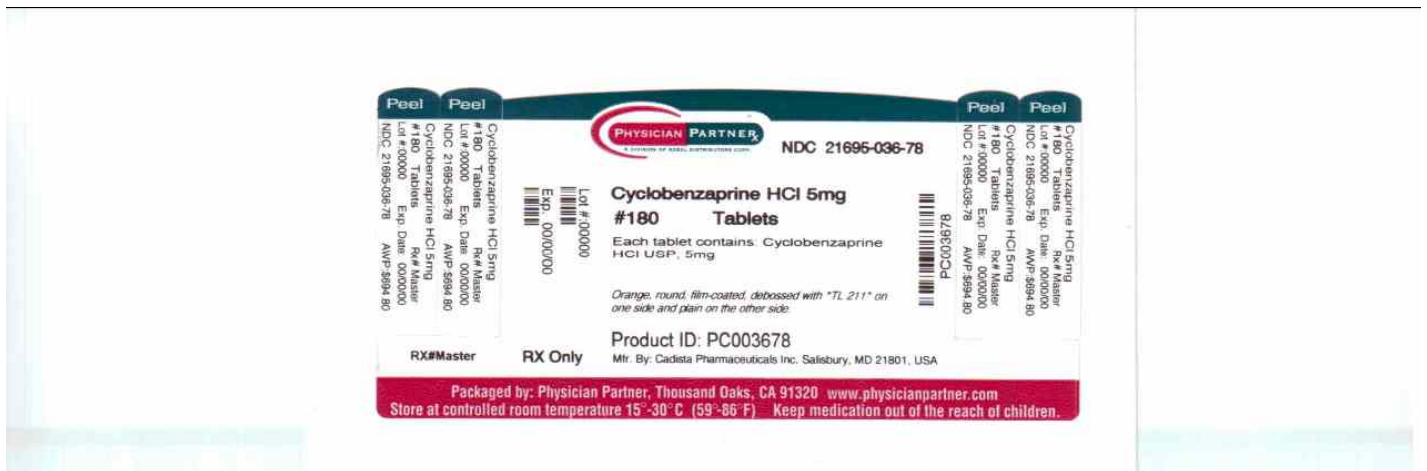 Peel
Peel
Cyclobenzaprine HCl 5mg
#180 Tablets Rx# Master
Lot #:00000 Exp. Date: 00/00/00
NDC 21695-036-78 AWP:$694.80
Cyclobenzaprine HCl 5mg
#180 Tablets Rx# Master
Lot #:00000 Exp. Date: 00/00/00
NDC 21695-036-78 AWP:$694.80
RX#Master
PHYSICIAN PARTNER Rx
A DIVISION OF REBEL DISTRIBUTORS CORP.
NDC 21695-036-78
Lot #:00000
Exp. 00/00/00
Cyclobenzaprine HCl 5mg
#180 Tablets
Each tablet contains: Cyclobenzaprine
HCl USP, 5mg
Orange, round, film-coated, debossed with "TL 211" on
one side and plain on the other side.
PC003678
Product ID: PC003678
RX Only
Mfr. By: Cadista Pharmaceuticals Inc. Salisbury, MD 21801, USA
Peel
Peel
Cyclobenzaprine HCl 5mg
#180 Tablets Rx# Master
Lot #:00000 Exp. Date: 00/00/00
NDC 21695-036-78 AWP:$694.80
Cyclobenzaprine HCl 5mg
#180 Tablets Rx# Master
Lot #:00000 Exp. Date: 00/00/00
NDC 21695-036-78 AWP:$694.80
Packaged by: Physician Partner, Thousand Oaks, CA 91320 www.physicianpartner.com
Store at controlled room temperature 15°-30°C (59°-86°F) Keep medication out of the reach of children.